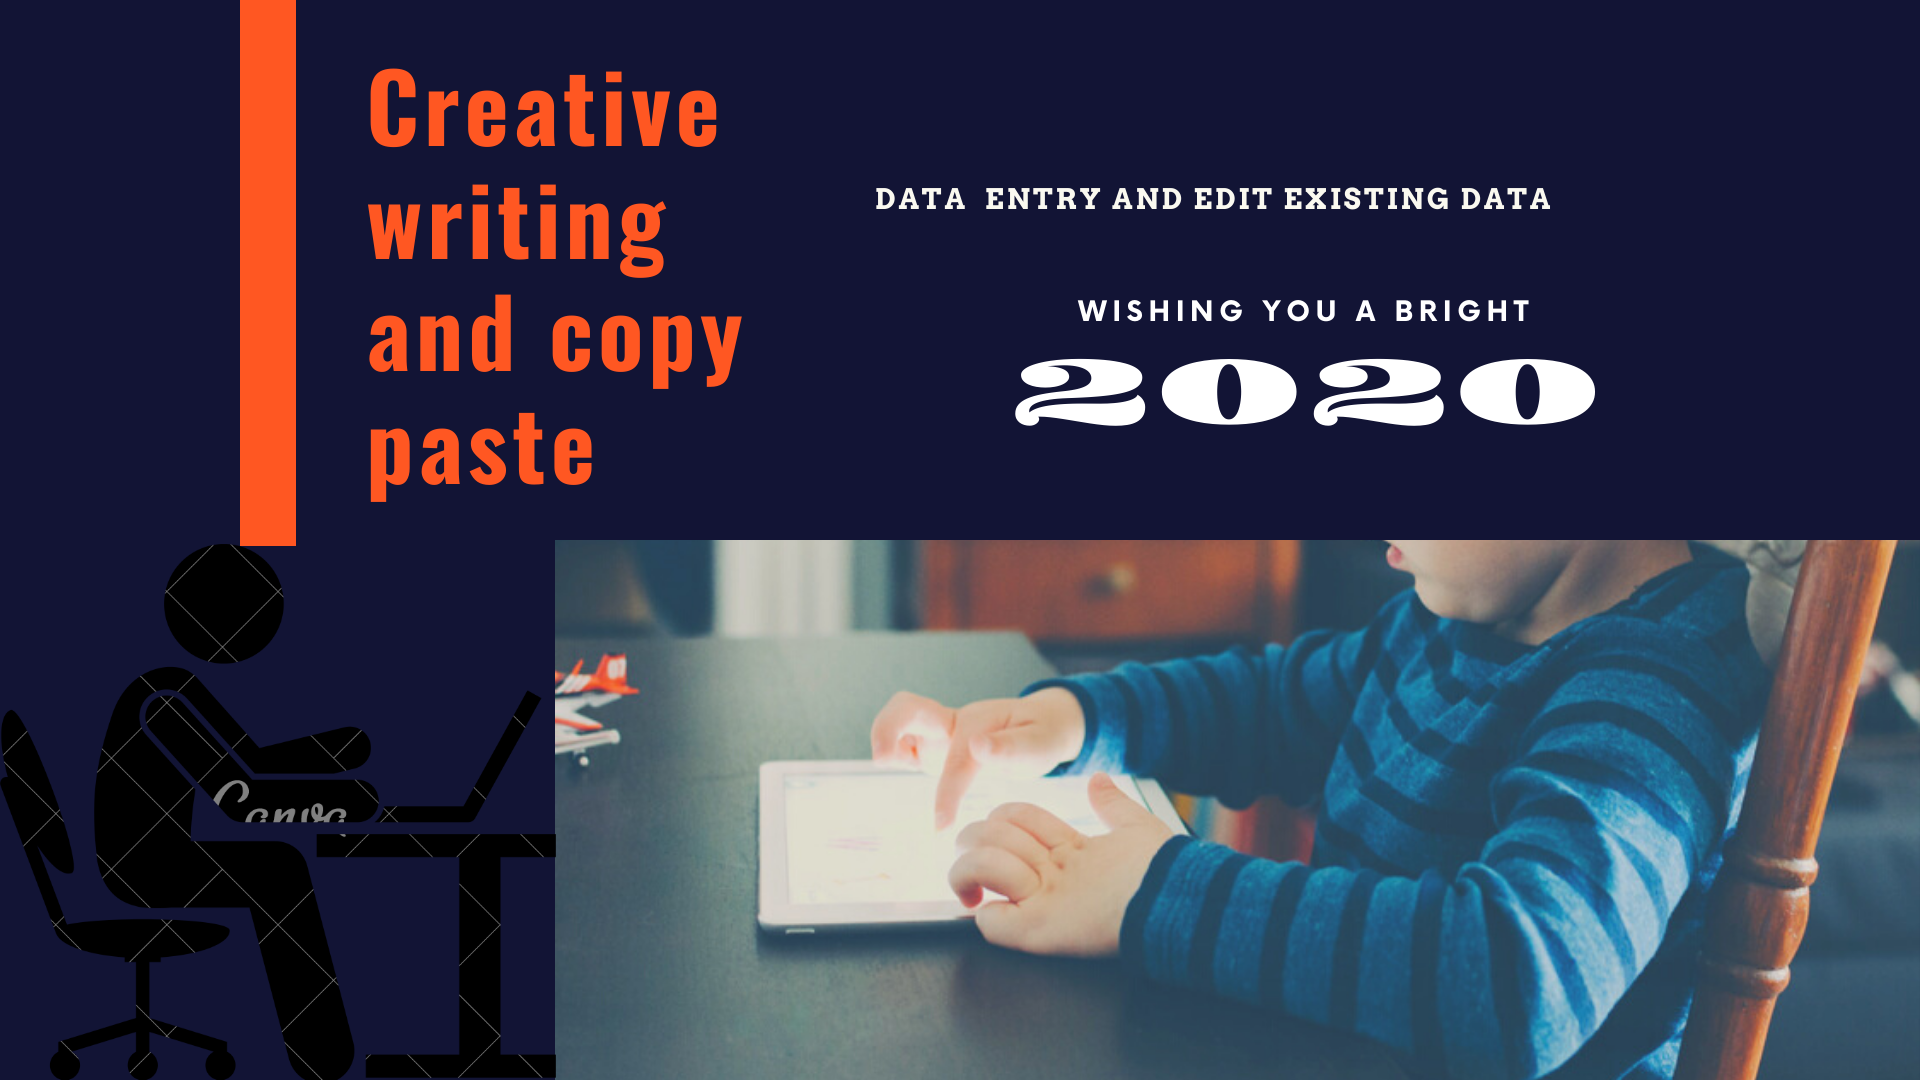 Creative
writing
and copy
paste
DATA  ENTRY AND EDIT EXISTING DATA
WISHING YOU A BRIGHT
2020
Canva